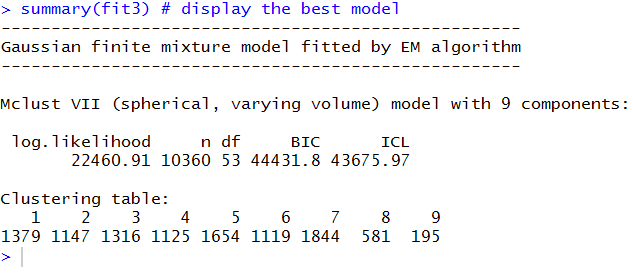 > summary(fit3) # display the best model
----------------------------------------------------
Gaussian finite mixture model fitted by EM algorithm
----------------------------------------------------
Mclust VII (spherical, varying volume) model with 9 components:
log.likelihood n df BIC ICL
22460.91 10360 53 44431.8 43675.97
Clustering table:
1 2 3 4 5 6 7 8 9
1379 1147 1316 1125 1654 1119 1844 581 195
>